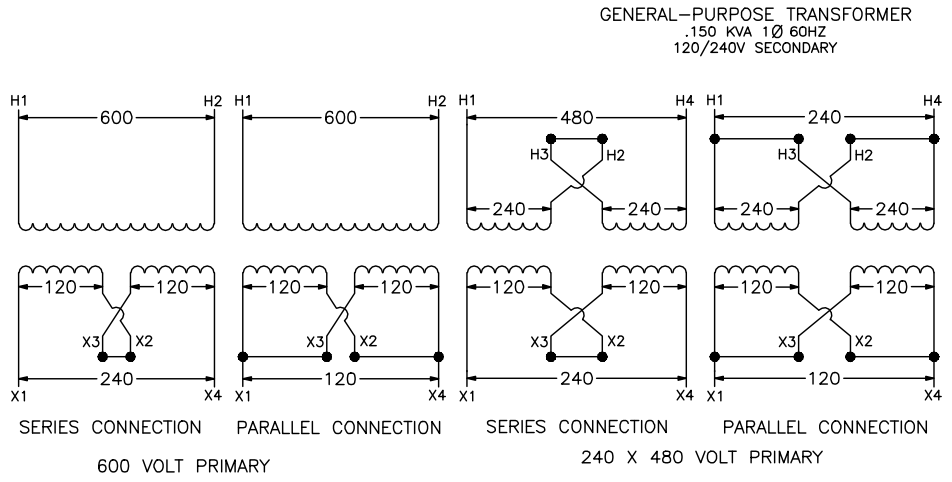 GENERAL-PURPOSE TRANSFORMER
.150 KVA 1Ø 60HZ
120/240V SECONDARY
H1 H2 H1 H2 H1 H4 H1 H4
600 600 480 240
H3 H2 H3 H2
240 240 240 240
120 120 120 120 120 120 120 120
X3 X2 X3 X2 X3 X2 X3 X2
240 120 240 120
X1 X4 X1 X4 X1 X4 X1 X4
SERIES CONNECTION PARALLEL CONNECTION SERIES CONNECTION PARALLEL CONNECTION
600 VOLT PRIMARY 240 X 480 VOLT PRIMARY